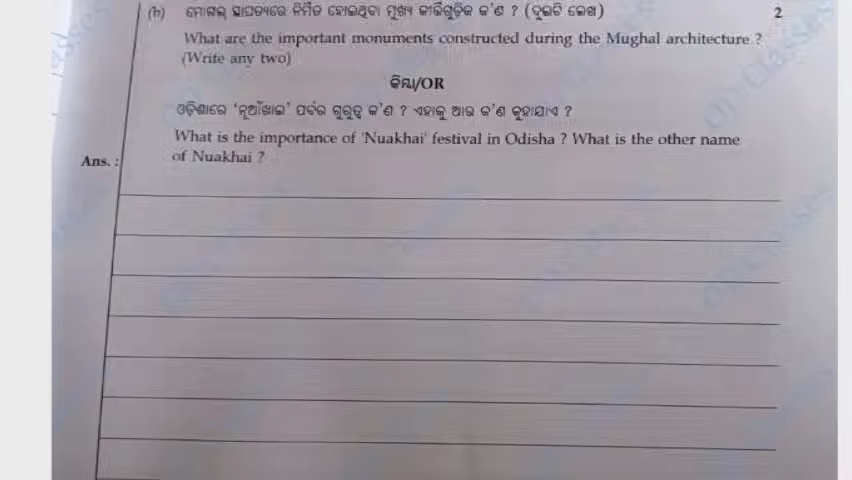 (h) ମୋଗଲ୍ ସ୍ଥାପତ୍ୟରେ ନିର୍ମିତ ହୋଇଥିବା ମୁଖ୍ୟ କୀର୍ତ୍ତିଗୁଡ଼ିକ କ'ଣ ? (ଦୁଇଟି ଲେଖ) 2
What are the important monuments constructed during the Mughal architecture ?
(Write any two)
କିମ୍ବା/OR
ଓଡ଼ିଶାରେ 'ନୂଆଁଖାଇ' ପର୍ବର ଗୁରୁତ୍ୱ କ'ଣ ? ଏହାକୁ ଆଉ କ'ଣ କୁହାଯାଏ ?
What is the importance of 'Nuakhai' festival in Odisha ? What is the other name
Ans. : of Nuakhai ?